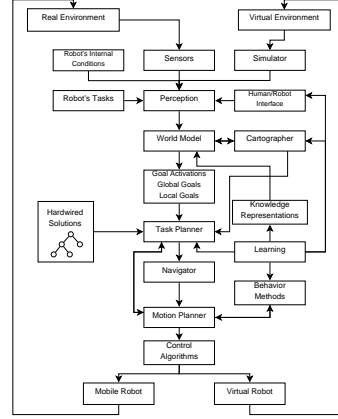 Real Environment
Virtual Environment
Robot's Internal
Conditions
Sensors
Simulator
Robot's Tasks
Perception
Human/Robot
Interface
World Model
Cartographer
Goal Activations
Global Goals
Local Goals
Hardwired
Solutions
Knowledge
Representations
Task Planner
Learning
Navigator
Behavior
Methods
Motion Planner
Control
Algorithms
Mobile Robot
Virtual Robot